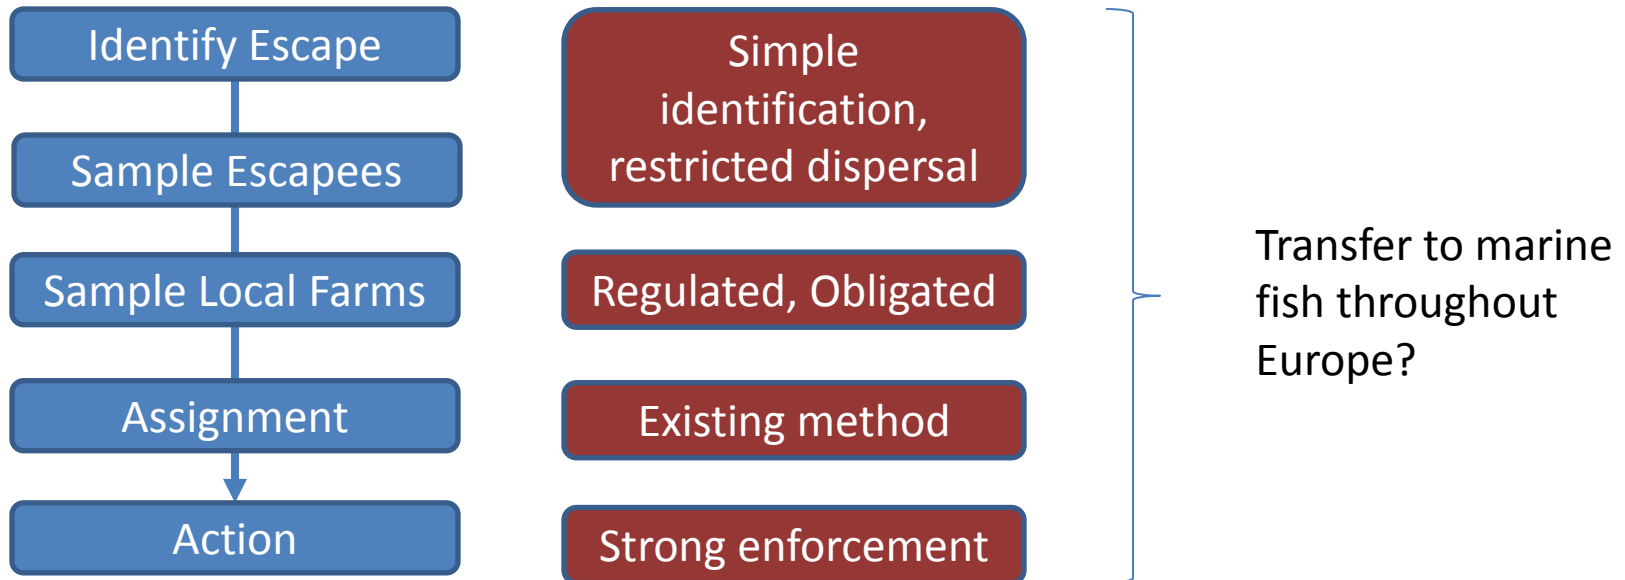 Identify Escape
Sample Escapees
Sample Local Farms
Assignment
Action
Simple
identification,
restricted dispersal
Regulated, Obligated
Existing method
Strong enforcement
Transfer to marine
fish throughout
Europe?